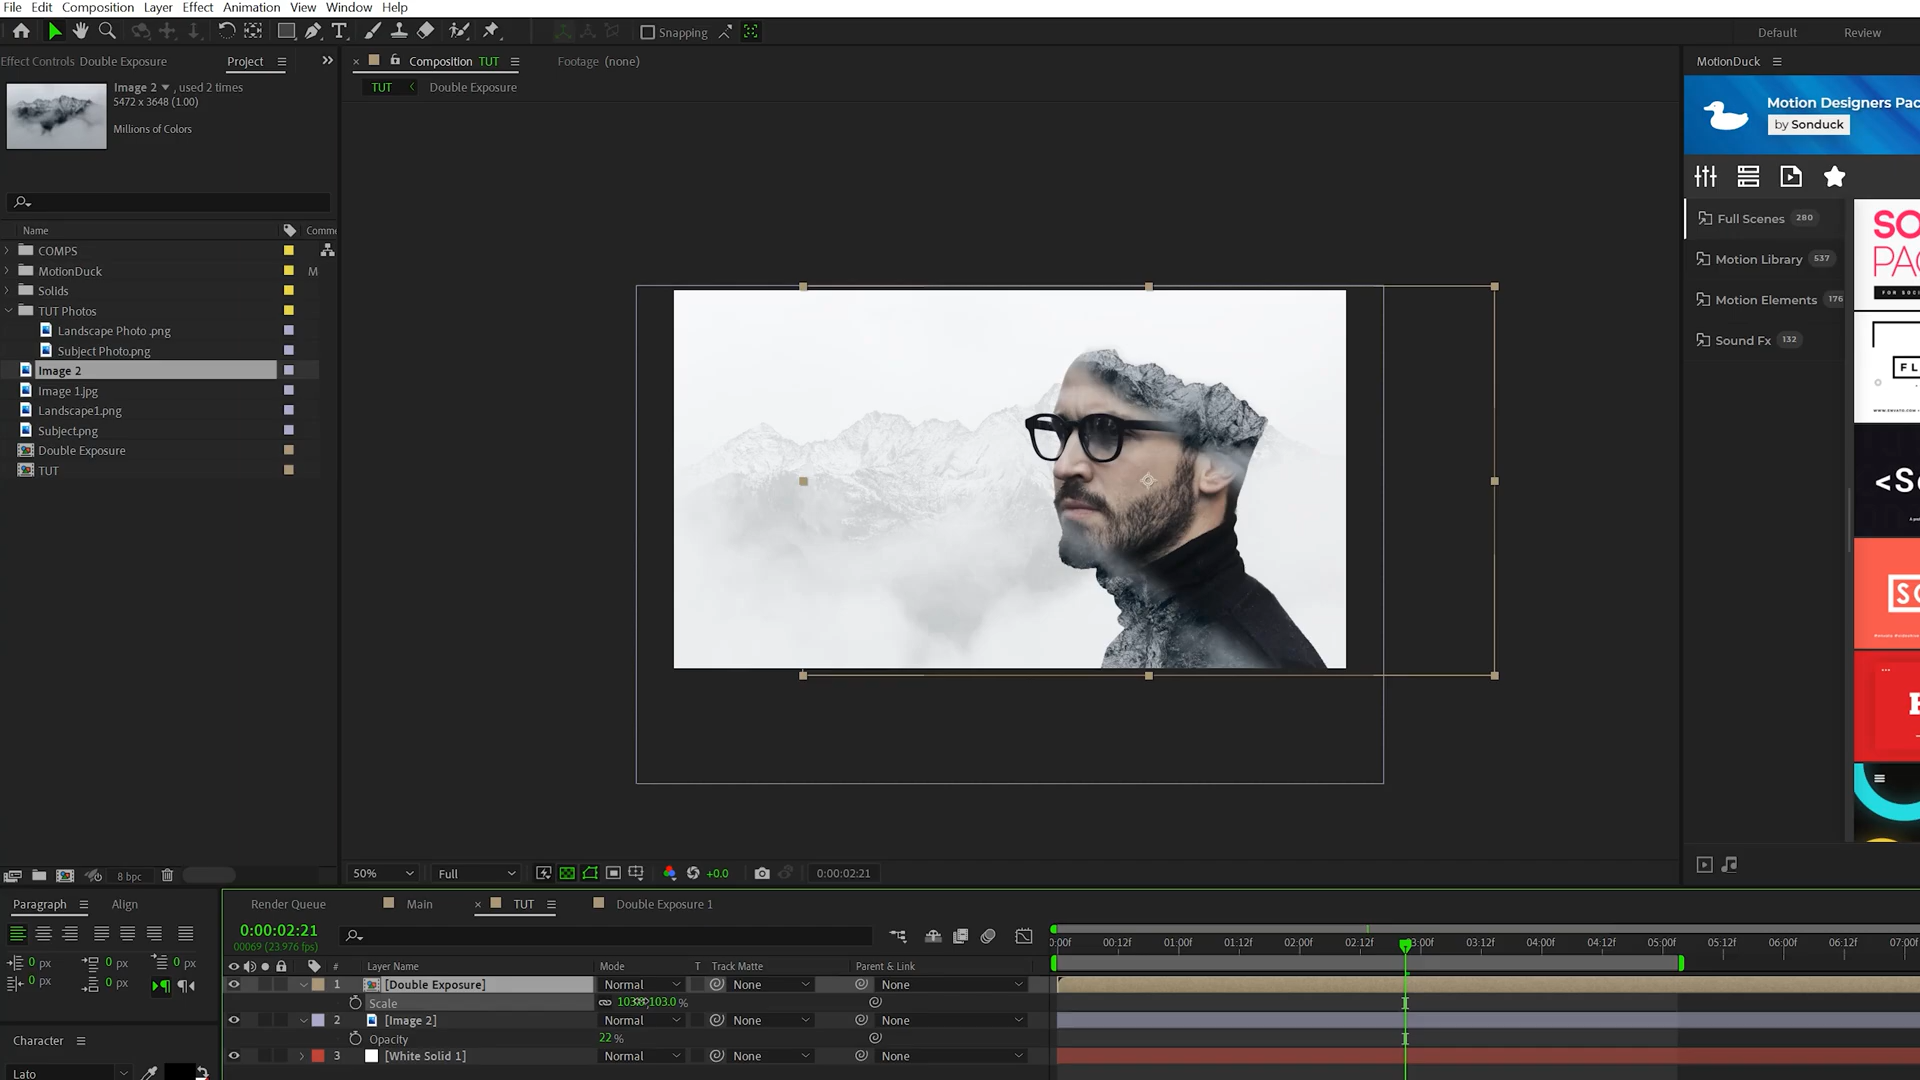 File Edit Composition Layer Effect Animation View Window Help
Snapping
Default Review
Effect Controls Double Exposure Project
Composition TUT
Footage (none)
MotionDuck
TUT Double Exposure
Image 2 , used 2 times
5472 x 3648 (1.00)
Millions of Colors
Motion Designers Pac
by Sonduck
Name Comme
COMPS
MotionDuck M
Solids
TUT Photos
Landscape Photo .png
Subject Photo.png
Image 2
Image 1.jpg
Landscape1.png
Subject.png
Double Exposure
TUT
Full Scenes 280
Motion Library 537
Motion Elements 176
Sound Fx 132
SO
PAC
FOR SOCI
FL
<So
SO
8 bpc
50% Full +0.0 0:00:02:21
Paragraph Align
Render Queue Main TUT Double Exposure 1
0:00:02:21
00069 (23.976 fps)
0 px 0 px 0 px
0 px 0 px
0:00f 00:12f 01:00f 01:12f 02:00f 02:12f 03:00f 03:12f 04:00f 04:12f 05:00f 05:12f 06:00f 06:12f 07:00f
# Layer Name Mode T Track Matte Parent & Link
1 [Double Exposure] Normal None None
Scale 103.0,103.0 %
2 [Image 2] Normal None None
Opacity 22 %
3 [White Solid 1] Normal None None
Character
Lato